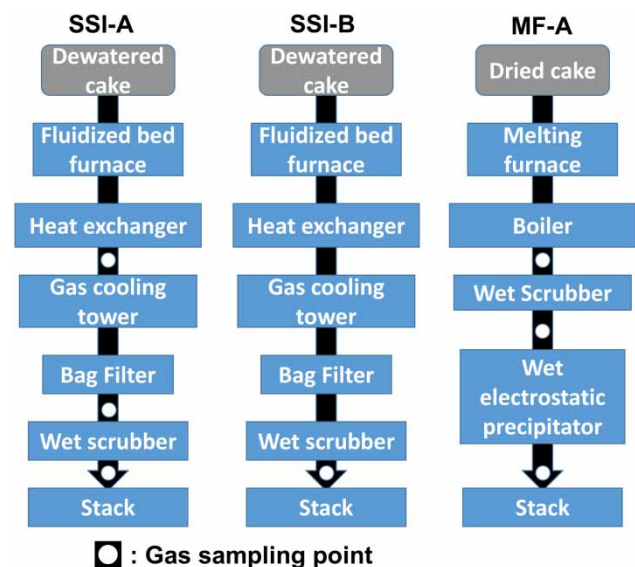 SSI-A
Dewatered
cake
Fluidized bed
furnace
Heat exchanger
Gas cooling
tower
Bag Filter
Wet scrubber
Stack
SSI-B
Dewatered
cake
Fluidized bed
furnace
Heat exchanger
Gas cooling
tower
Bag Filter
Wet scrubber
Stack
MF-A
Dried cake
Melting
furnace
Boiler
Wet Scrubber
Wet
electrostatic
precipitator
Stack
: Gas sampling point